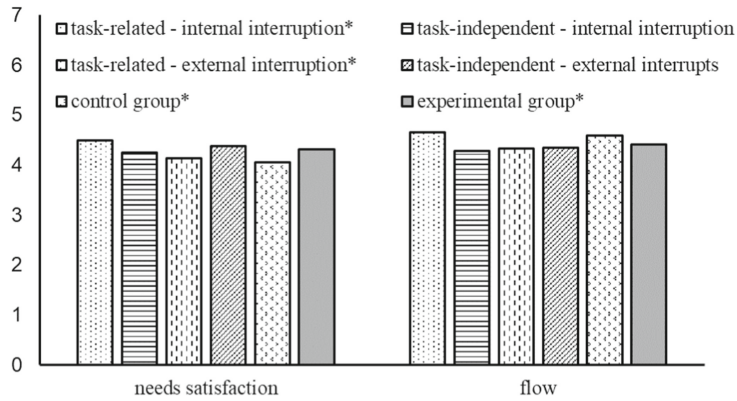 7
task-related - internal interruption*
task-independent - internal interruption
6
task-related - external interruption*
task-independent - external interrupts
5
control group*
experimental group*
4
3
2
1
0
needs satisfaction
flow